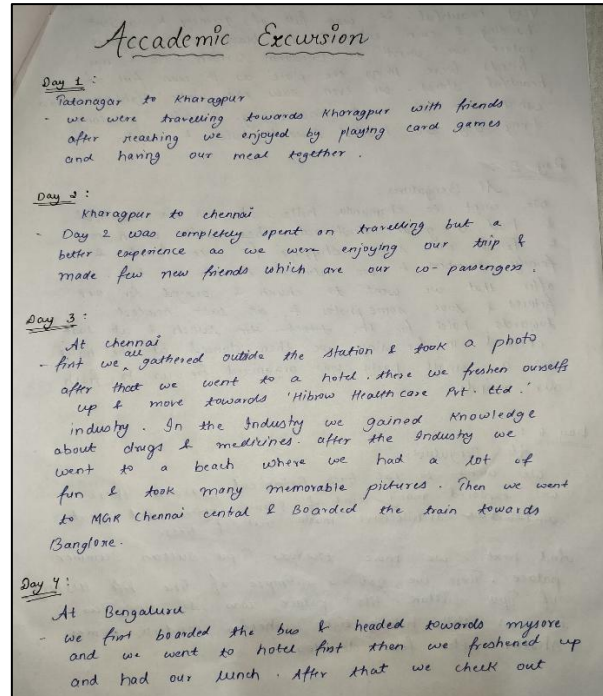 Accademic Excursion
Day 1 :
Tatanagar to Kharagpur
- we were travelling towards Kharagpur with friends
after reaching we enjoyed by playing card games
and having our meal together .
Day 2 :
Kharagpur to chennai
- Day 2 was completely spent on travelling but a
better experience as we were enjoying our trip &
made few new friends which are our co-passengers .
Day 3 :
At chennai
- first we all gathered outside the station & took a photo
after that we went to a hotel . there we freshen ourselfs
up & move towards 'Hibrow Healthcare Pvt. Ltd.'
industry . In the Industry we gained Knowledge
about drugs & medicines. after the Industry we
went to a beach where we had a lot of
fun & took many memorable pictures . Then we went
to MGR Chennai cental & Boarded the train towards
Banglore.
Day 4 :
At Bengaluru
- we first boarded the bus & headed towards mysore
and we went to hotel first then we freshened up
and had our lunch . After that we check out